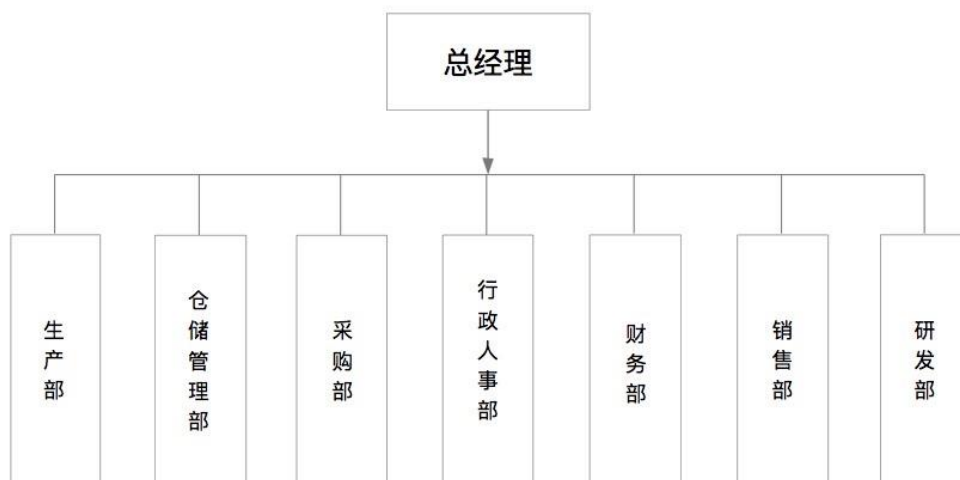 总经理
生产部
仓储管理部
采购部
行政人事部
财务部
销售部
研发部